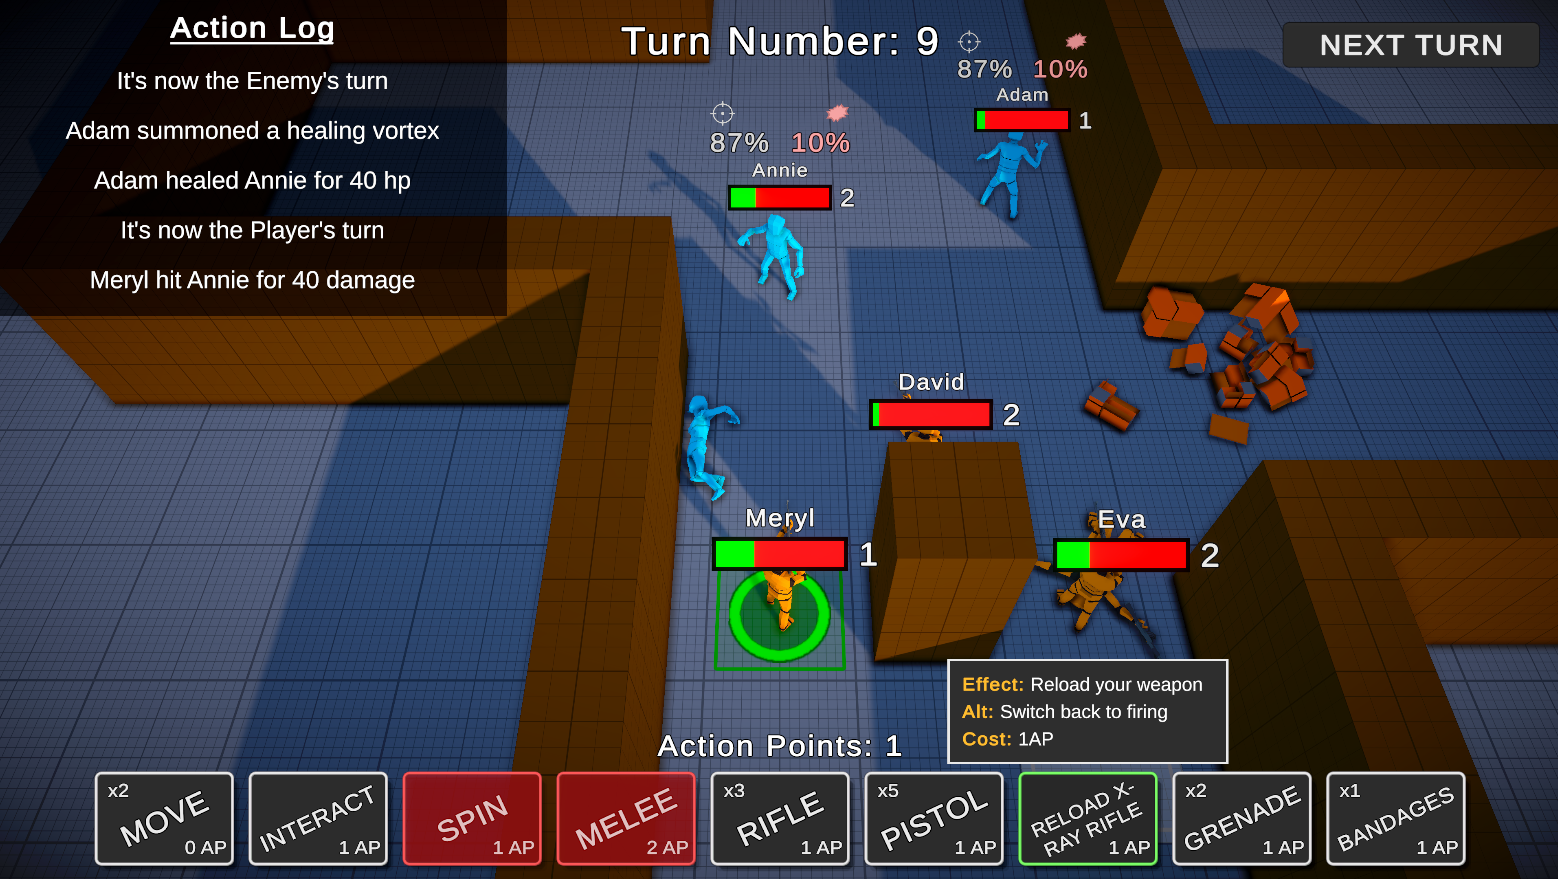 Action Log
It's now the Enemy's turn
Adam summoned a healing vortex
Adam healed Annie for 40 hp
It's now the Player's turn
Meryl hit Annie for 40 damage
Turn Number: 9
NEXT TURN
87% 10%
Adam
1
87% 10%
Annie
2
David
2
Meryl
1
Eva
2
Effect: Reload your weapon
Alt: Switch back to firing
Cost: 1AP
Action Points: 1
x2
MOVE
0 AP
INTERACT
1 AP
SPIN
1 AP
MELEE
2 AP
x3
RIFLE
1 AP
x5
PISTOL
1 AP
RELOAD X-
RAY RIFLE
1 AP
x2
GRENADE
1 AP
x1
BANDAGES
1 AP